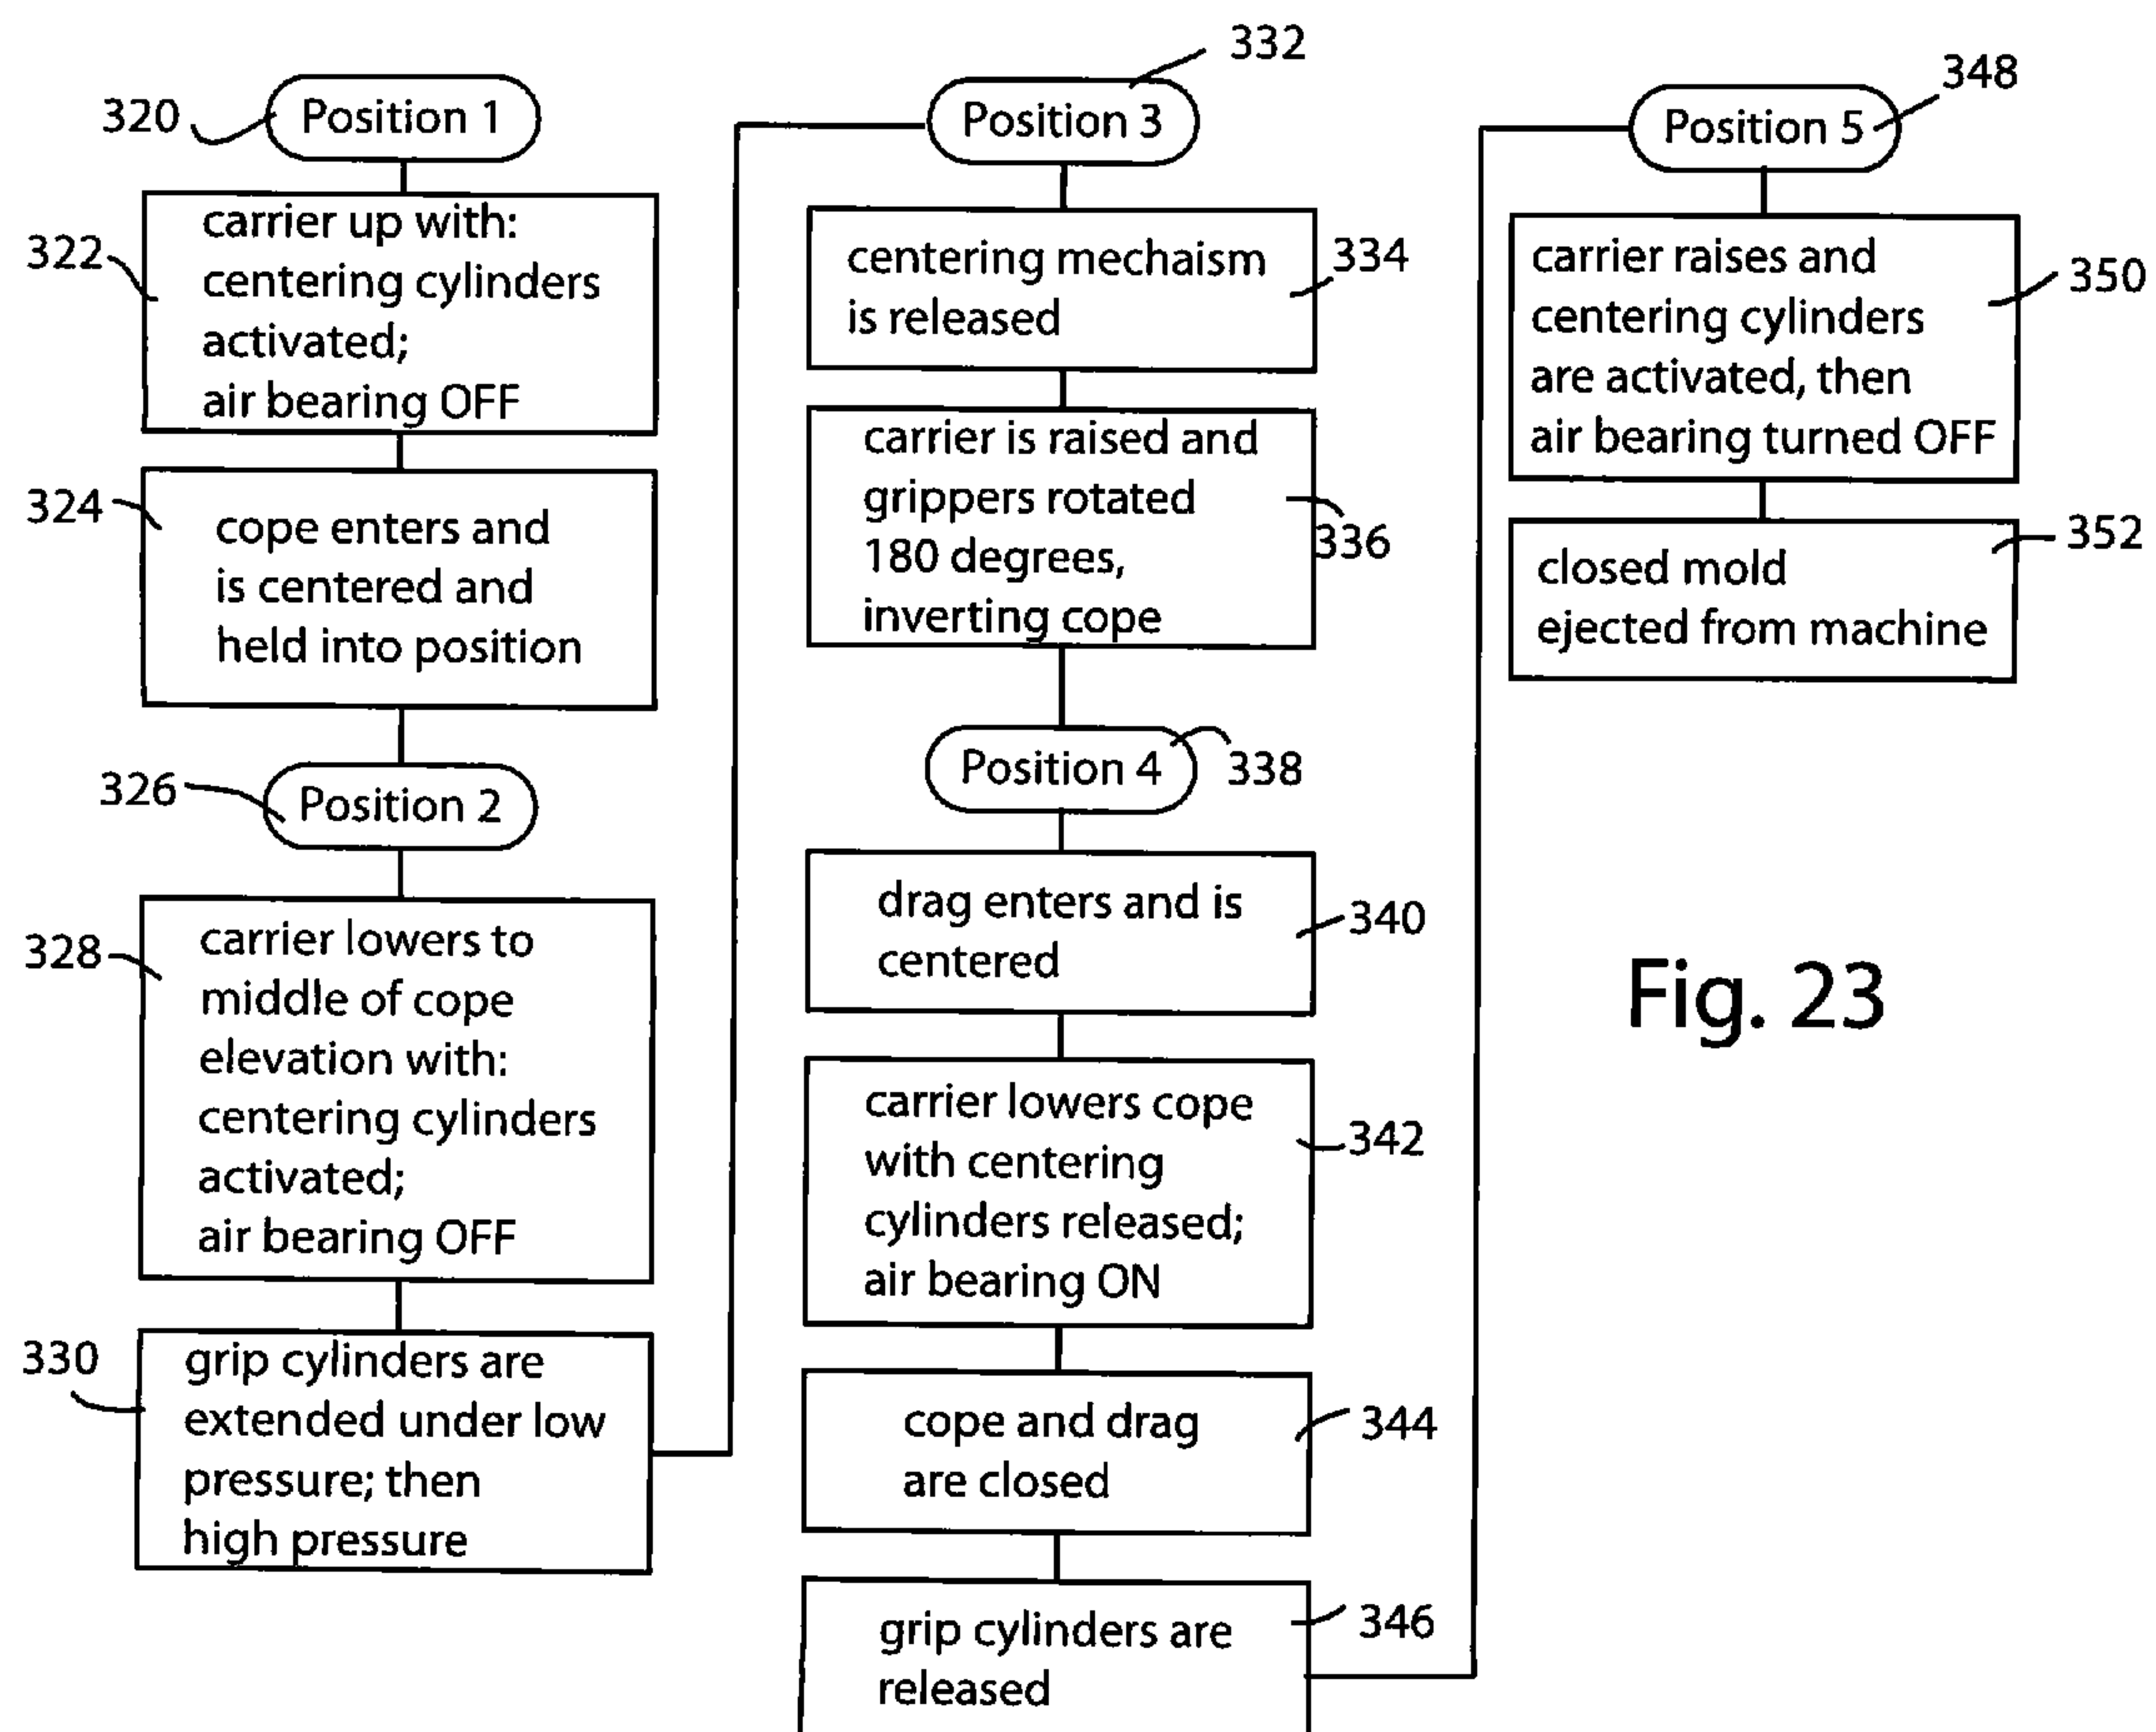 320
Position 1
322
carrier up with:
centering cylinders
activated;
air bearing OFF
324
cope enters and
is centered and
held into position
326
Position 2
328
carrier lowers to
middle of cope
elevation with:
centering cylinders
activated;
air bearing OFF
330
grip cylinders are
extended under low
pressure; then
high pressure
332
Position 3
centering mechaism
is released
334
carrier is raised and
grippers rotated
180 degrees,
inverting cope
336
Position 4
338
drag enters and is
centered
340
carrier lowers cope
with centering
cylinders released;
air bearing ON
342
cope and drag
are closed
344
grip cylinders are
released
346
348
Position 5
carrier raises and
centering cylinders
are activated, then
air bearing turned OFF
350
closed mold
ejected from machine
352
Fig. 23